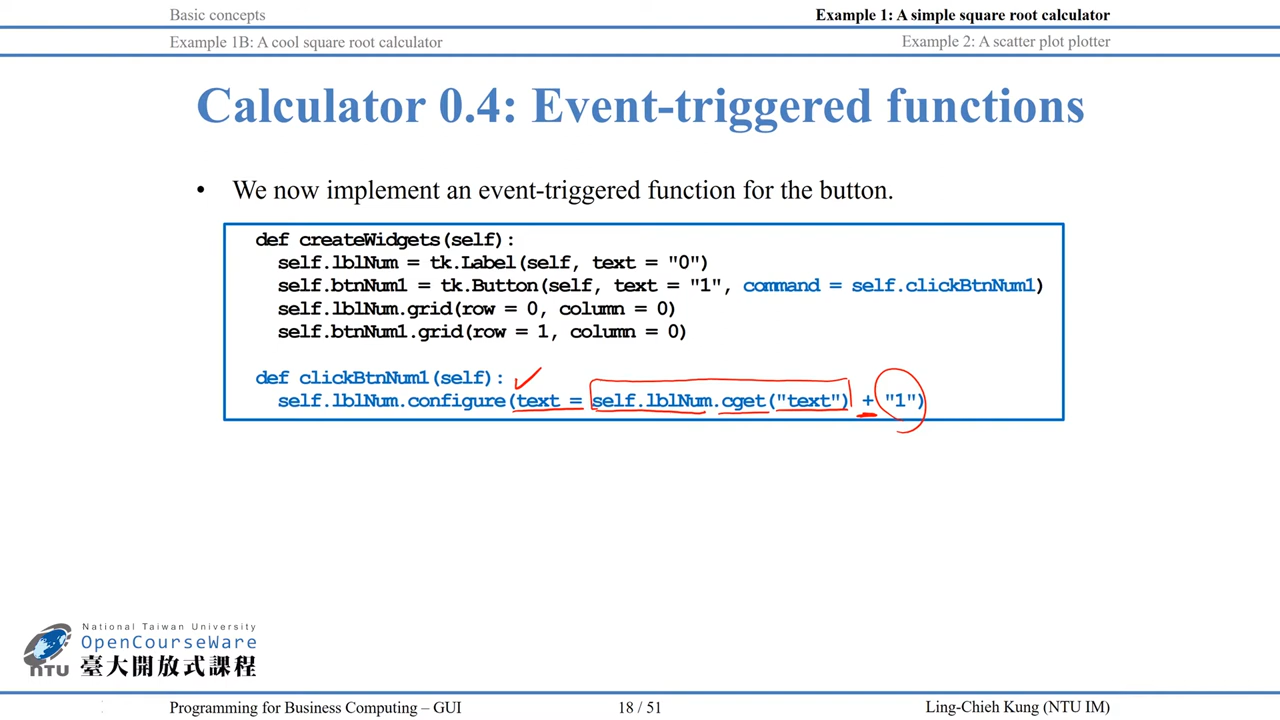 Basic concepts
Example 1: A simple square root calculator
Example 1B: A cool square root calculator
Example 2: A scatter plot plotter
Calculator 0.4: Event-triggered functions
• We now implement an event-triggered function for the button.
def createWidgets(self):
self.lblNum = tk.Label(self, text = "0")
self.btnNum1 = tk.Button(self, text = "1", command = self.clickBtnNum1)
self.lblNum.grid(row = 0, column = 0)
self.btnNum1.grid(row = 1, column = 0)
def clickBtnNum1(self):
self.lblNum.configure(text = self.lblNum.cget("text") + "1")
National Taiwan University
OpenCourseWare
臺大開放式課程
NTU
Programming for Business Computing – GUI
18 / 51
Ling-Chieh Kung (NTU IM)